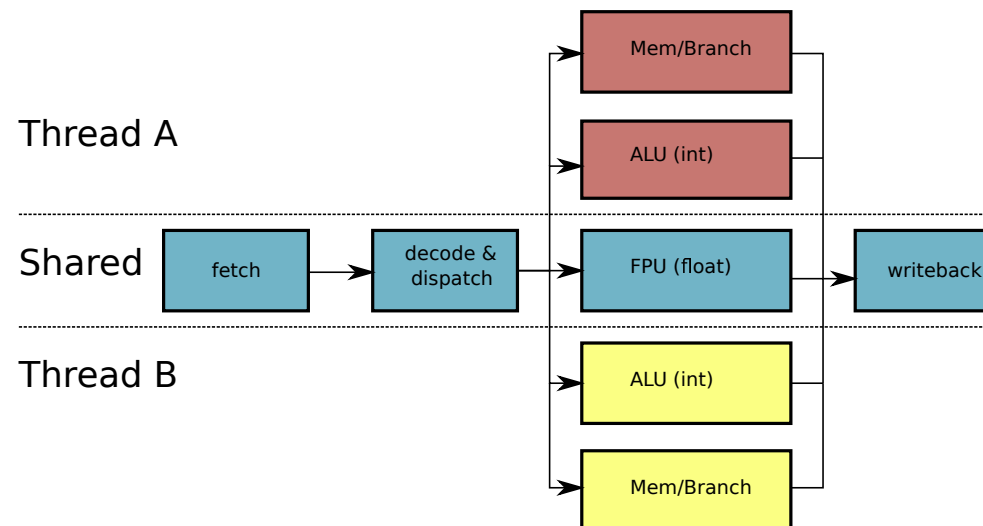 Mem/Branch
Thread A
ALU (int)
Shared
fetch
decode &
dispatch
FPU (float)
writeback
Thread B
ALU (int)
Mem/Branch